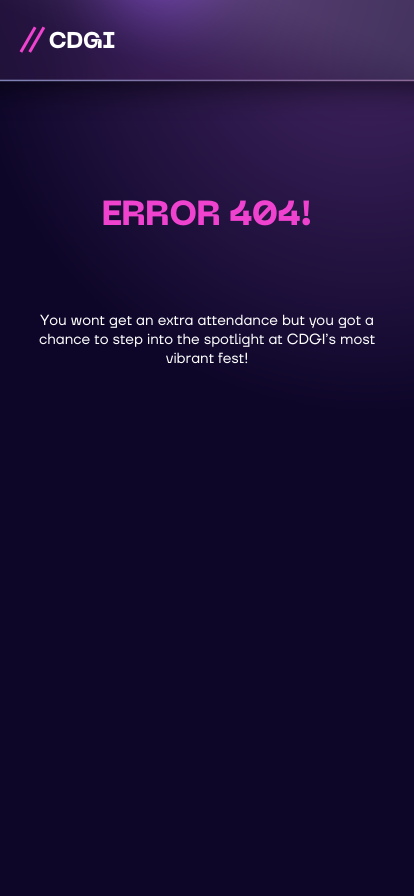 // CDGI
ERROR 404!
You wont get an extra attendance but you got a
chance to step into the spotlight at CDGI's most
vibrant fest!